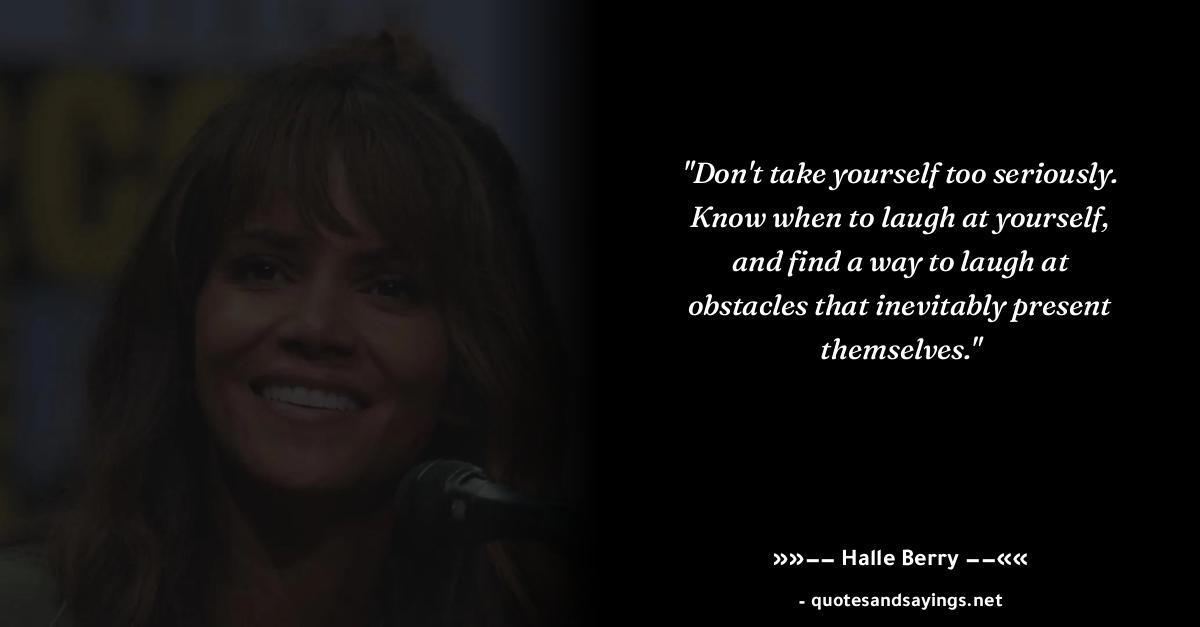 "Don't take yourself too seriously.
Know when to laugh at yourself,
and find a way to laugh at
obstacles that inevitably present
themselves."
»»—— Halle Berry ——««
- quotesandsayings.net